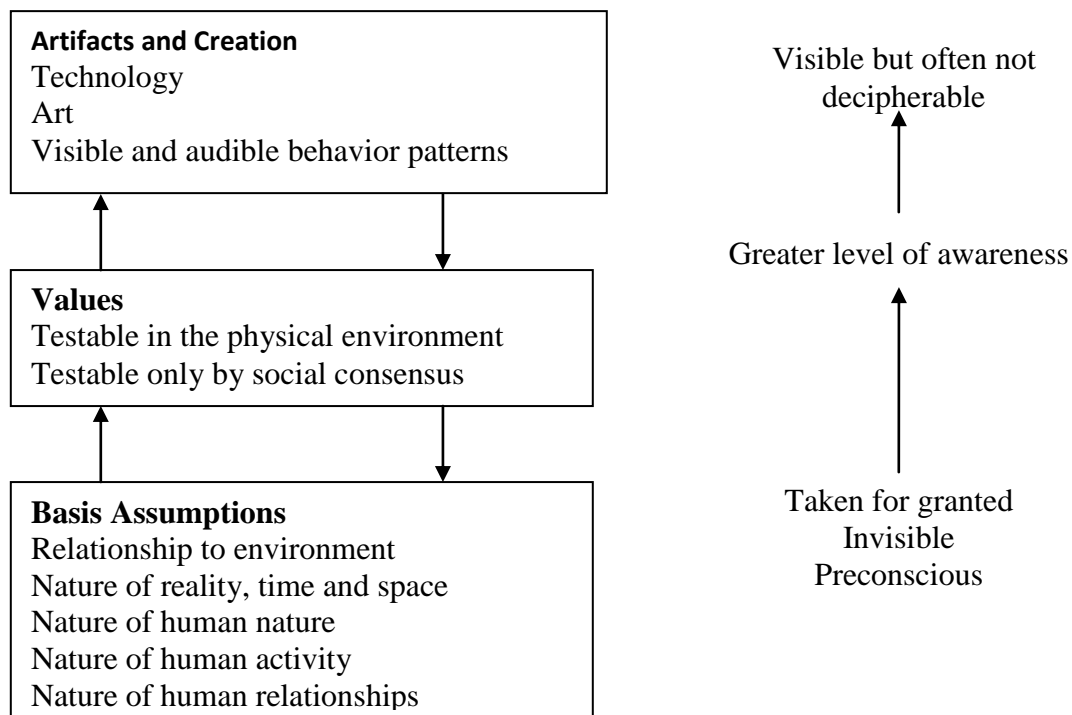 Artifacts and Creation
Technology
Art
Visible and audible behavior patterns
Visible but often not
decipherable
Greater level of awareness
Values
Testable in the physical environment
Testable only by social consensus
Basis Assumptions
Relationship to environment
Nature of reality, time and space
Nature of human nature
Nature of human activity
Nature of human relationships
Taken for granted
Invisible
Preconscious